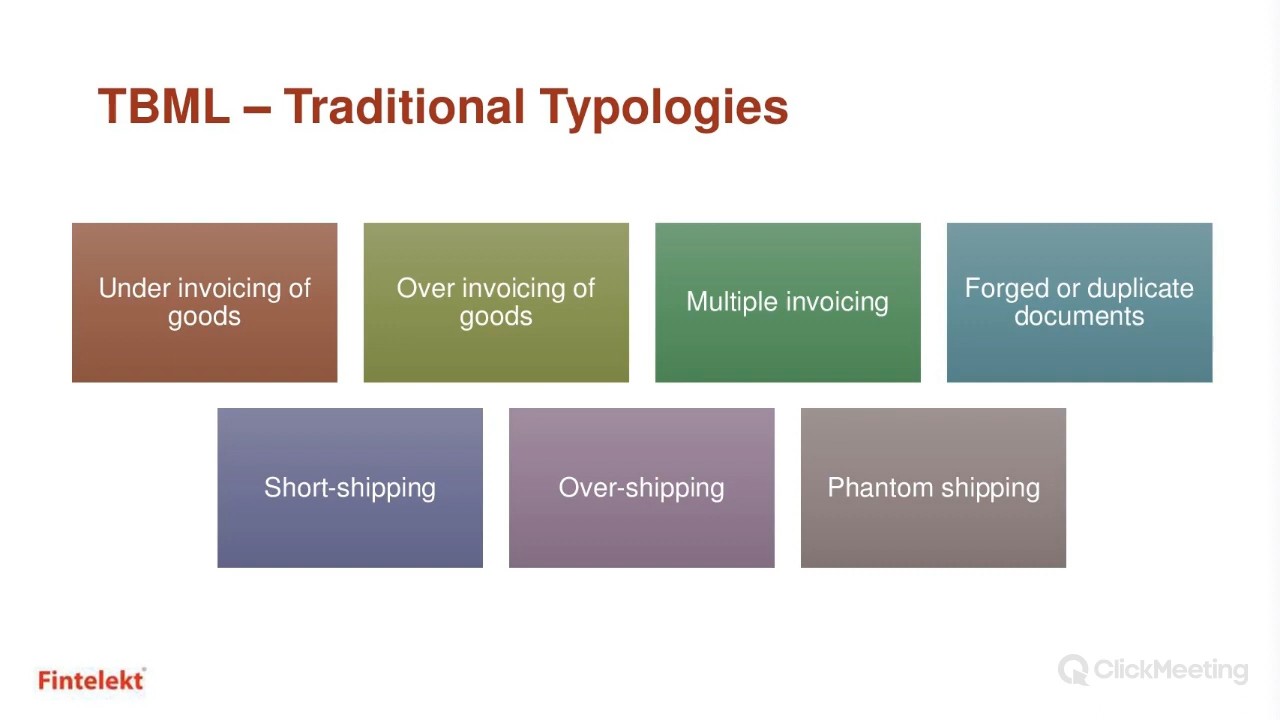 TBML – Traditional Typologies
Under invoicing of
goods
Over invoicing of
goods
Multiple invoicing
Forged or duplicate
documents
Short-shipping
Over-shipping
Phantom shipping
Fintelekt
ClickMeeting